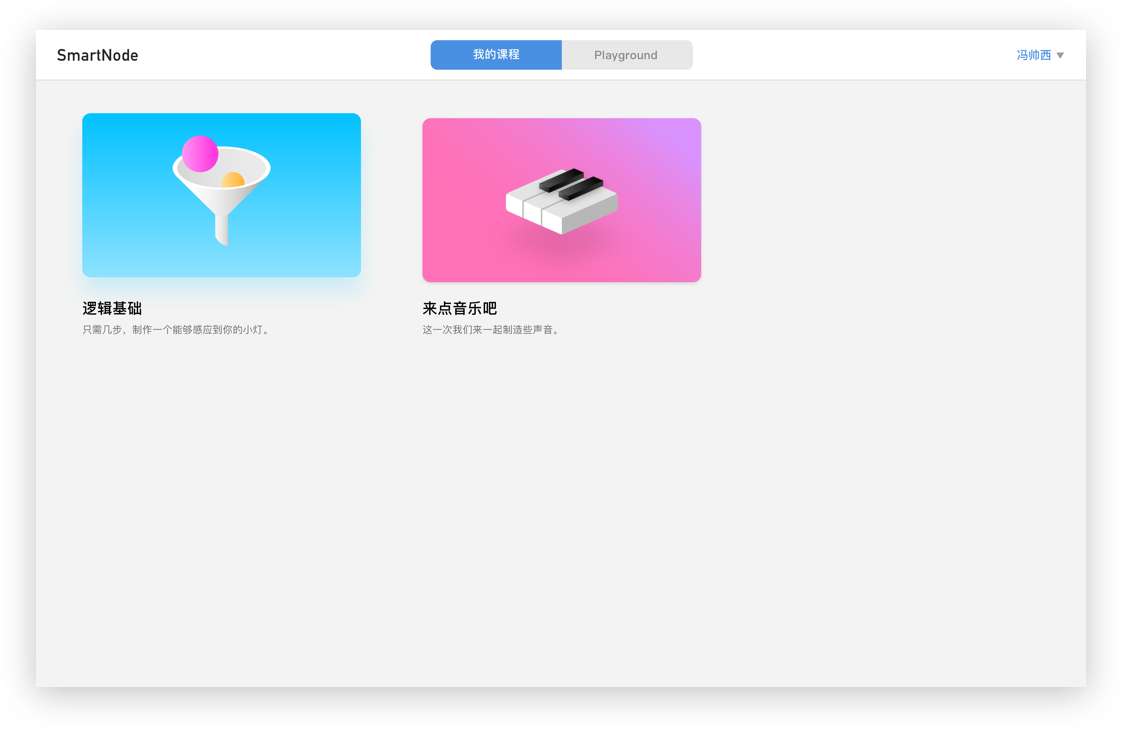 SmartNode
我的课程
Playground
冯帅西 ▼
逻辑基础
只需几步，制作一个能够感应到你的小灯。
来点音乐吧
这一次我们来一起制造些声音。